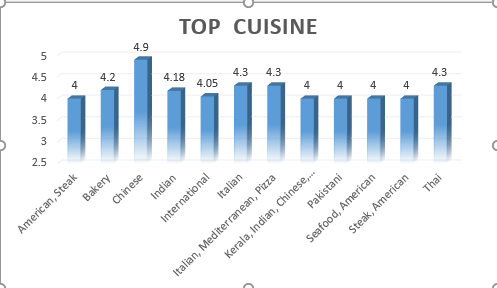 TOP CUISINE
5
4.5
4
3.5
3
2.5
4
4.2
4.9
4.18
4.05
4.3
4.3
4
4
4
4
4.3
American, Steak
Bakery
Chinese
Indian
International
Italian
Italian, Mediterranean, Pizza
Kerala, Indian, Chinese,...
Pakistani
Seafood, American
Steak, American
Thai